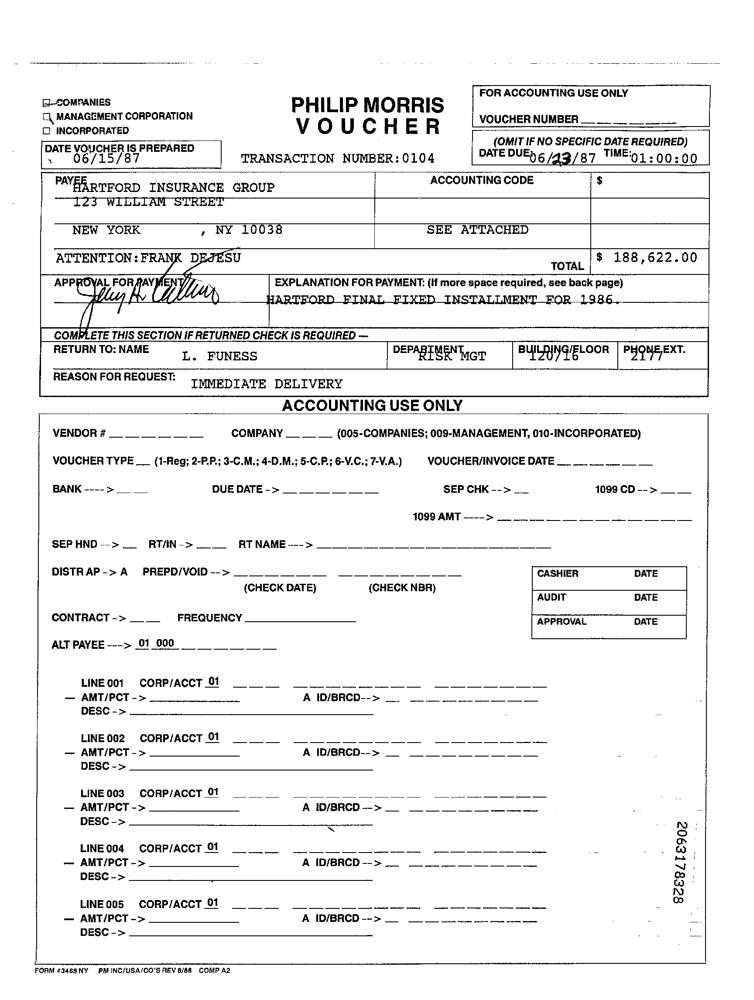 COMPANIES
MANAGEMENT CORPORATION
INCORPORATED
PHILIP MORRIS
VOUCHER
FOR ACCOUNTING USE ONLY
VOUCHER NUMBER _ _ _ _ _ _
DATE VOUCHER IS PREPARED
06/15/87
TRANSACTION NUMBER:0104
(OMIT IF NO SPECIFIC DATE REQUIRED)
DATE DUE 06/23/87 TIME: 01:00:00
PAYEE ACCOUNTING CODE $
HARTFORD INSURANCE GROUP
123 WILLIAM STREET
NEW YORK , NY 10038 SEE ATTACHED
ATTENTION:FRANK DEJESU
TOTAL $ 188,622.00
APPROVAL FOR PAYMENT EXPLANATION FOR PAYMENT: (If more space required, see back page)
HARTFORD FINAL FIXED INSTALLMENT FOR 1986.
COMPLETE THIS SECTION IF RETURNED CHECK IS REQUIRED —
RETURN TO: NAME L. FUNESS DEPARTMENT RISK MGT BUILDING/FLOOR 120/16 PHONE EXT. 2177
REASON FOR REQUEST: IMMEDIATE DELIVERY
ACCOUNTING USE ONLY
VENDOR # _ _ _ _ _ _ COMPANY _ _ _ (005-COMPANIES; 009-MANAGEMENT, 010-INCORPORATED)
VOUCHER TYPE _ (1-Reg; 2-P.P.; 3-C.M.; 4-D.M.; 5-C.P.; 6-V.C.; 7-V.A.) VOUCHER/INVOICE DATE _ _ _ _ _ _
BANK ----> _ _ DUE DATE -> _ _ _ _ _ _ SEP CHK --> _ 1099 CD --> _ _
1099 AMT ----> _ _ _ _ _ _ _ _ _ _ _ _
SEP HND --> _ RT/IN -> _ _ RT NAME ---> _ _ _ _ _ _ _ _ _ _ _ _ _ _
DISTR AP -> A PREPD/VOID --> _ _ _ _ _ _ _ _ _ _ _ _ _ _
(CHECK DATE) (CHECK NBR)
CASHIER DATE
AUDIT DATE
CONTRACT -> _ _ FREQUENCY ________
APPROVAL DATE
ALT PAYEE ---> 01 000 _ _ _ _ _ _
LINE 001 CORP/ACCT 01 _ _ _ _ _ _ _ _ _ _ _ _ _ _
— AMT/PCT -> ________ A ID/BRCD--> _ _ _ _ _ _ _ _ _
DESC -> ________
LINE 002 CORP/ACCT 01 _ _ _ _ _ _ _ _ _ _ _ _ _ _
— AMT/PCT -> ________ A ID/BRCD--> _ _ _ _ _ _ _ _ _
DESC -> ________
LINE 003 CORP/ACCT 01 _ _ _ _ _ _ _ _ _ _ _ _ _ _
— AMT/PCT -> ________ A ID/BRCD --> _ _ _ _ _ _ _ _ _
DESC -> ________
LINE 004 CORP/ACCT 01 _ _ _ _ _ _ _ _ _ _ _ _ _ _
— AMT/PCT -> ________ A ID/BRCD --> _ _ _ _ _ _ _ _ _
DESC -> ________
LINE 005 CORP/ACCT 01 _ _ _ _ _ _ _ _ _ _ _ _ _ _
— AMT/PCT -> ________ A ID/BRCD --> _ _ _ _ _ _ _ _ _
DESC -> ________
2063178328
FORM #3488 NY PM INC/USA/CO'S REV 8/86 COMP A2